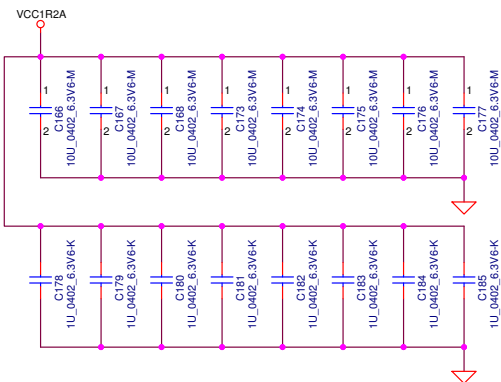 VCC1R2A
1
2
C166
10U_0402_6.3V6-M
1
2
C167
10U_0402_6.3V6-M
1
2
C168
10U_0402_6.3V6-M
1
2
C173
10U_0402_6.3V6-M
1
2
C174
10U_0402_6.3V6-M
1
2
C175
10U_0402_6.3V6-M
1
2
C176
10U_0402_6.3V6-M
1
2
C177
10U_0402_6.3V6-M
C178
1U_0402_6.3V6-K
C179
1U_0402_6.3V6-K
C180
1U_0402_6.3V6-K
C181
1U_0402_6.3V6-K
C182
1U_0402_6.3V6-K
C183
1U_0402_6.3V6-K
C184
1U_0402_6.3V6-K
C185
1U_0402_6.3V6-K